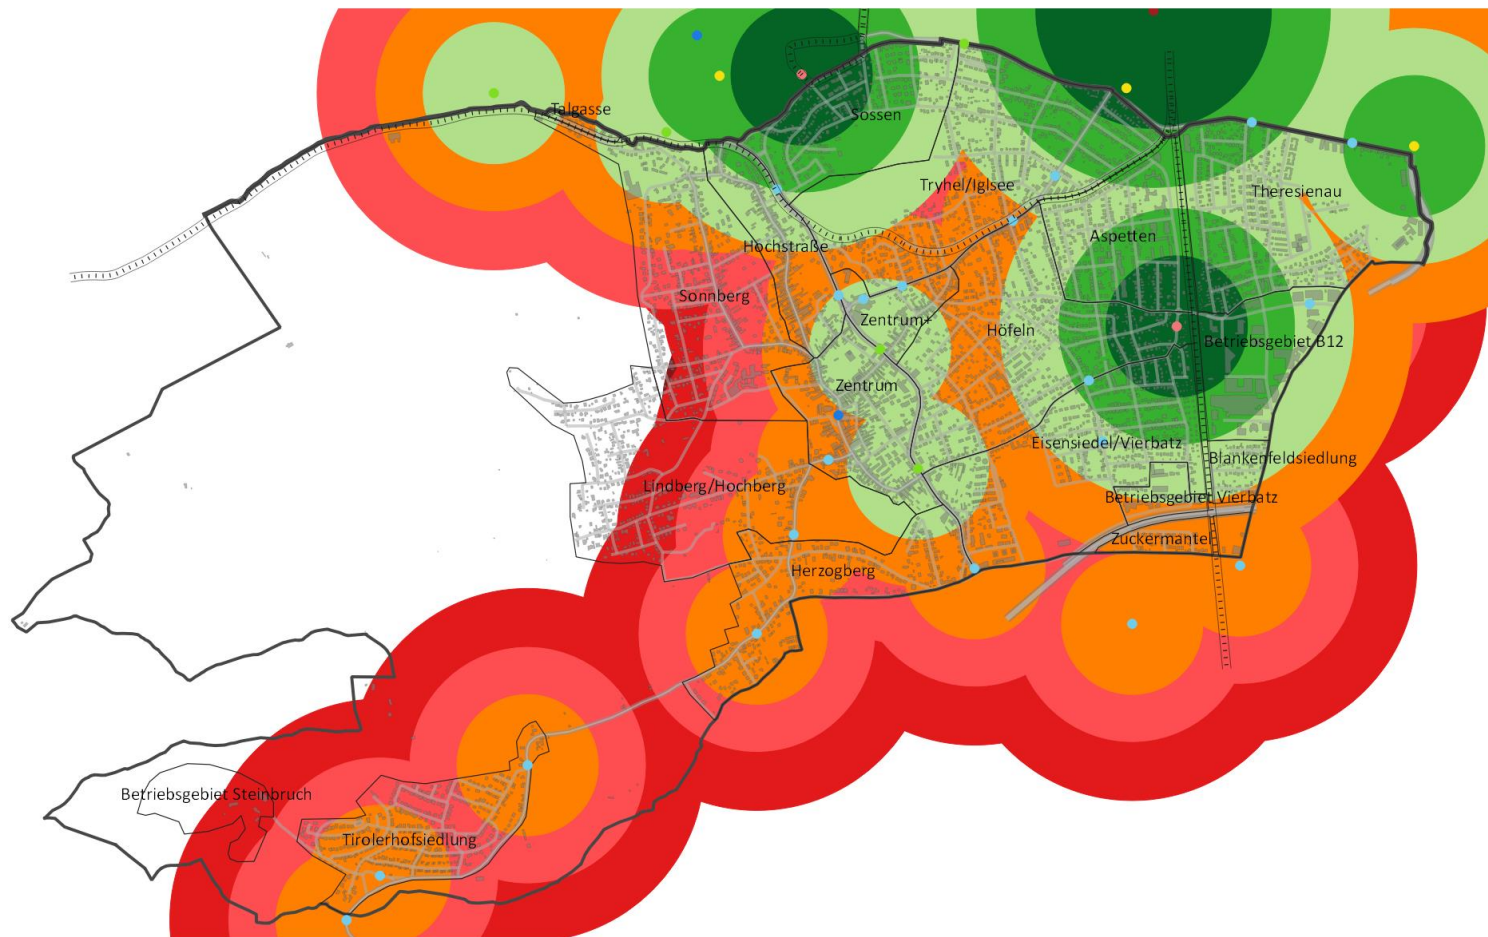 Talgasse
Sossen
Tryhel/Iglsee
Theresienau
Aspetten
Hochstraße
Sonnberg
Zentrum+
Höfeln
Betriebsgebiet B12
Zentrum
Eisensiedel/Vierbatz
Blankenfeldsiedlung
Lindberg/Hochberg
Betriebsgebiet Vierbatz
Zuckermantel
Herzogberg
Betriebsgebiet Steinbruch
Tirolerhofsiedlung